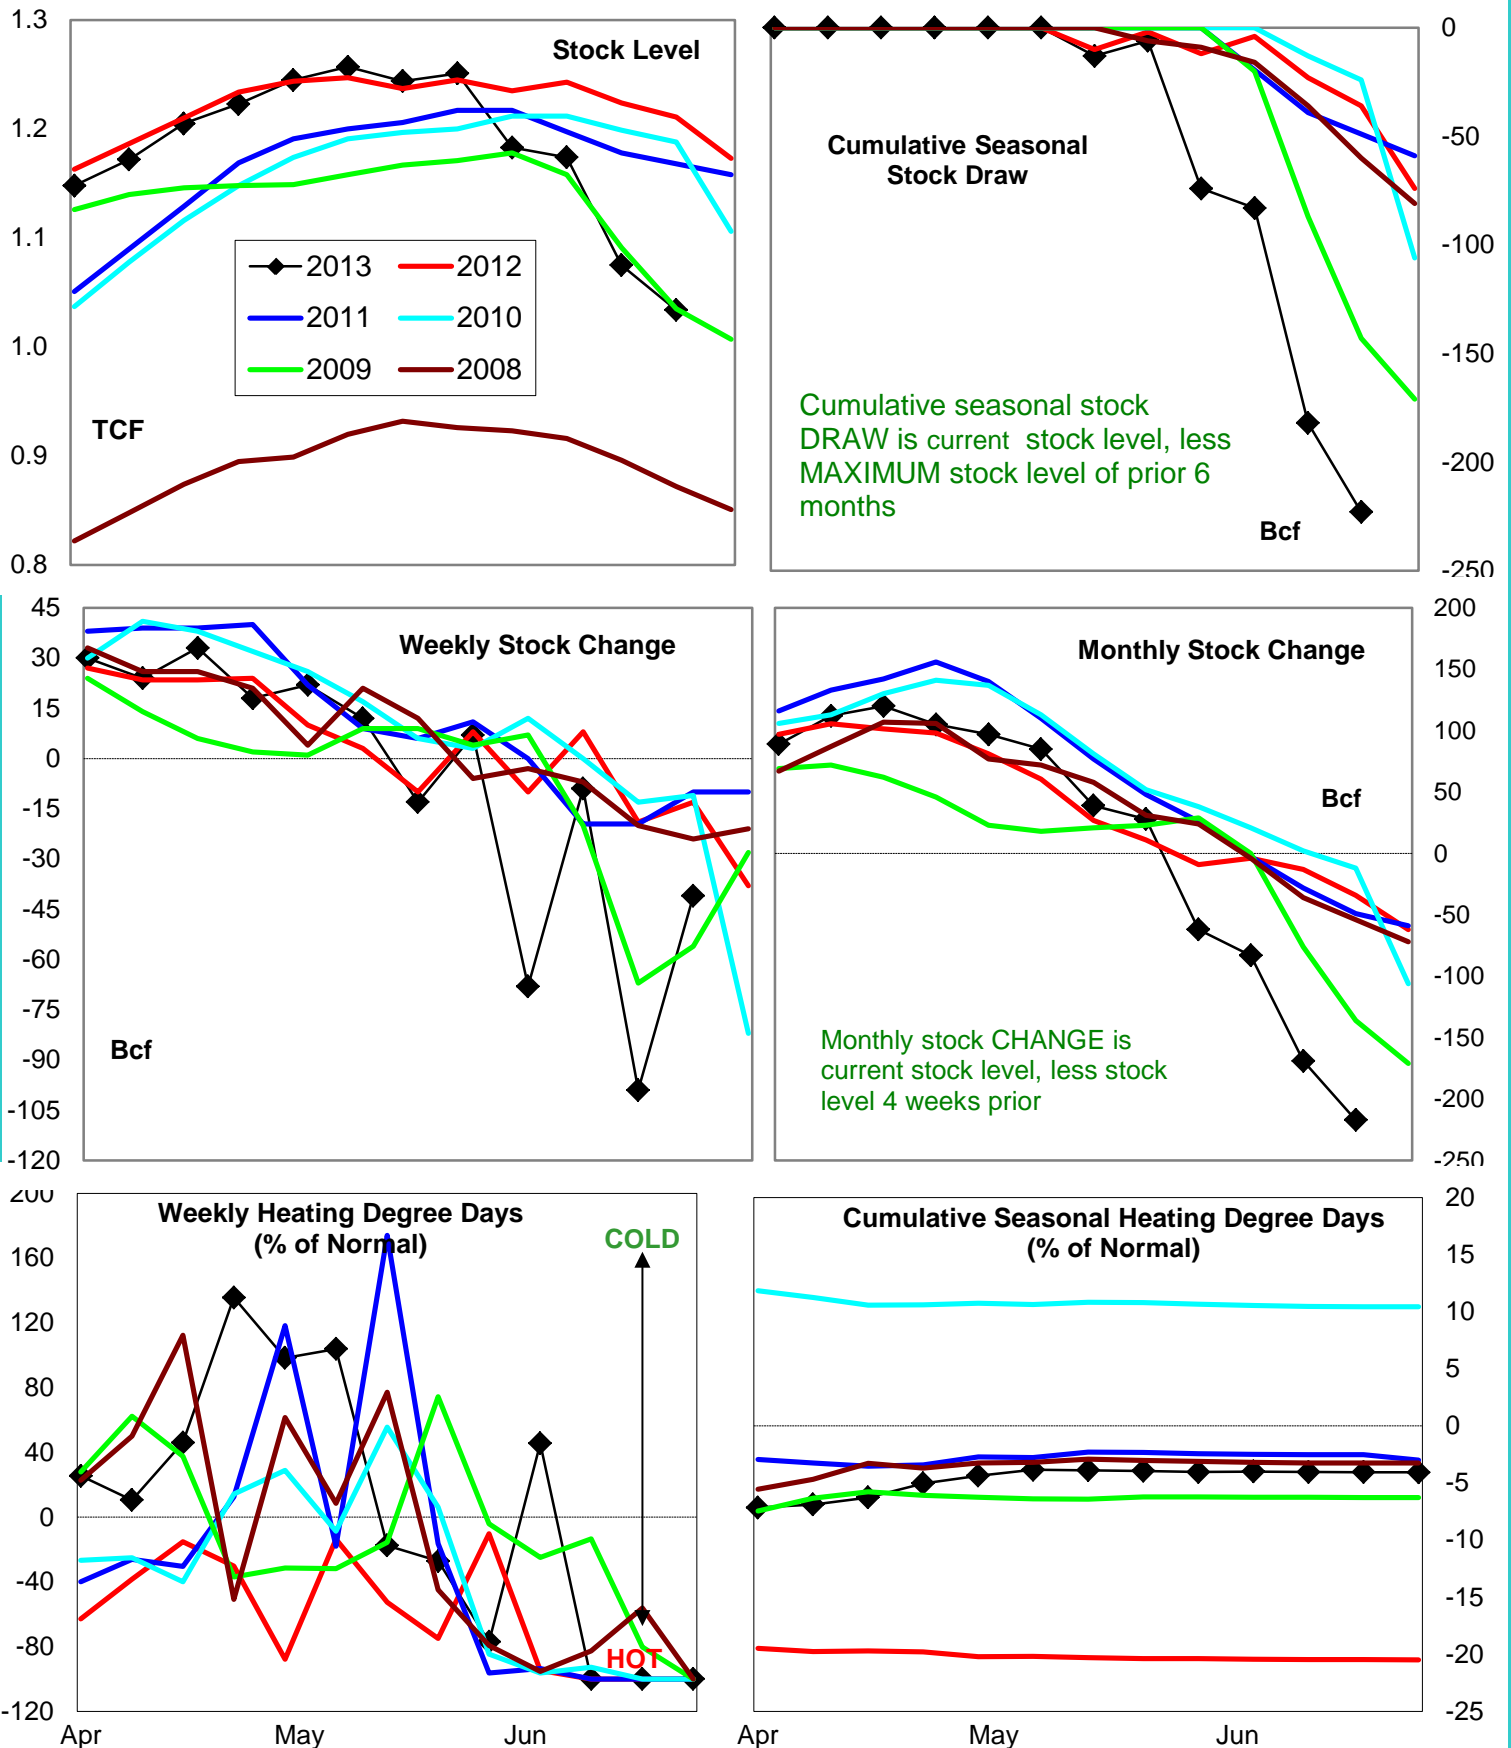 1.3
1.2
1.1
1.0
0.9
0.8
Stock Level
2013 2012
2011 2010
2009 2008
TCF
0
-50
-100
-150
-200
-250
Cumulative Seasonal
Stock Draw
Cumulative seasonal stock
DRAW is current stock level, less
MAXIMUM stock level of prior 6
months
Bcf
45
30
15
0
-15
-30
-45
-60
-75
-90
-105
-120
Weekly Stock Change
Bcf
200
150
100
50
0
-50
-100
-150
-200
-250
Monthly Stock Change
Bcf
Monthly stock CHANGE is
current stock level, less stock
level 4 weeks prior
200
160
120
80
40
0
-40
-80
-120
Weekly Heating Degree Days
(% of Normal)
COLD
HOT
Apr May Jun
20
15
10
5
0
-5
-10
-15
-20
-25
Cumulative Seasonal Heating Degree Days
(% of Normal)
Apr May Jun